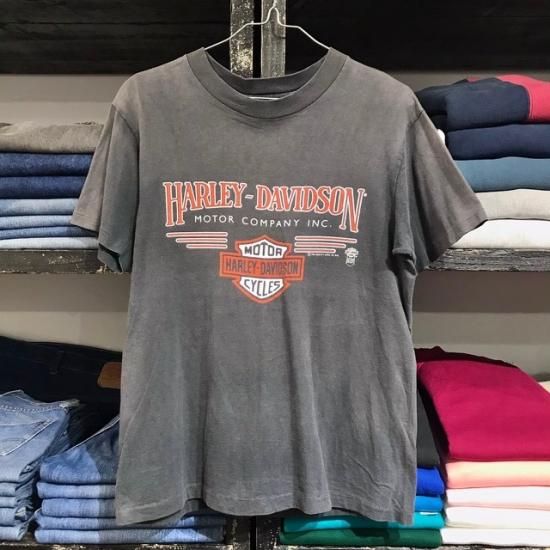 HARLEY-DAVIDSON
MOTOR COMPANY INC.
MOTOR
HARLEY-DAVIDSON
CYCLES